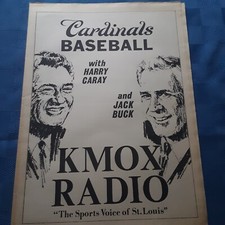 Cardinals
BASEBALL
with
HARRY
CARAY
and
JACK
BUCK
KMOX
RADIO
"The Sports Voice of St. Louis"